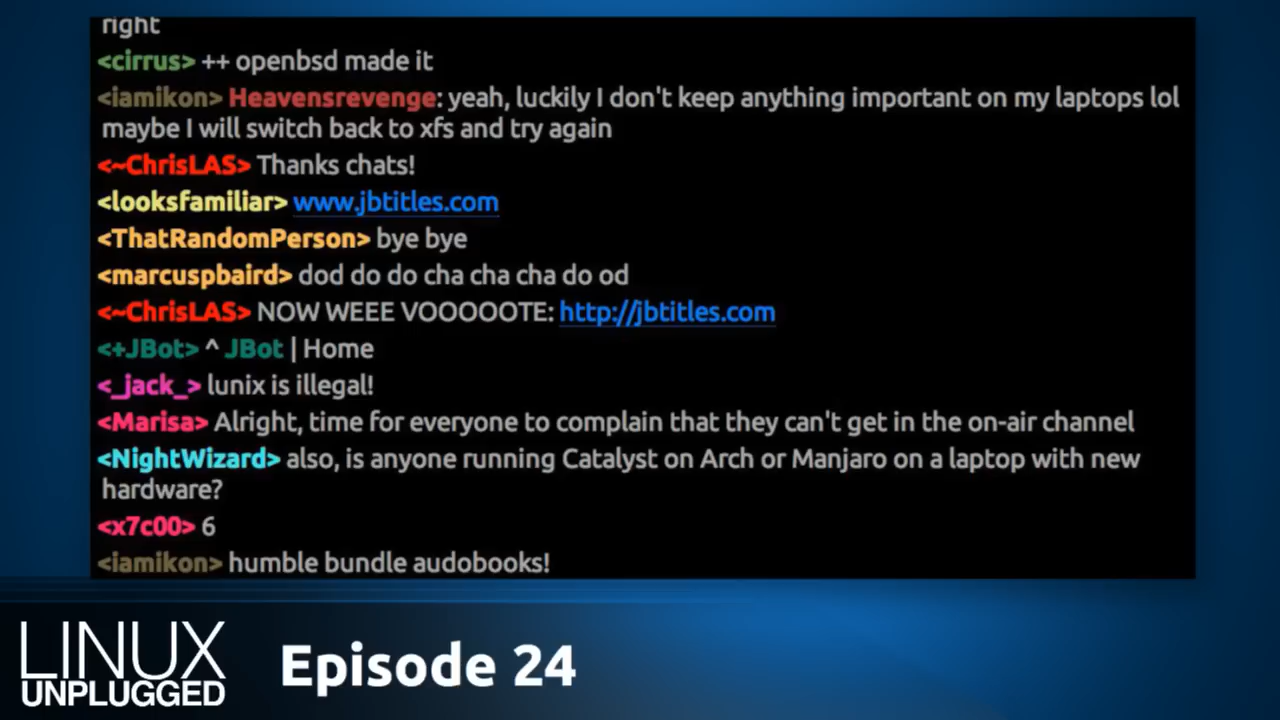 right
<cirrus> ++ openbsd made it
<iamikon> Heavensrevenge: yeah, luckily I don't keep anything important on my laptops lol
maybe I will switch back to xfs and try again
<~ChrisLAS> Thanks chats!
<looksfamiliar> www.jbtitles.com
<ThatRandomPerson> bye bye
<marcuspbaird> dod do do cha cha cha do od
<~ChrisLAS> NOW WEEE VOOOOOTE: http://jbtitles.com
<+JBot> ^ JBot | Home
<_jack_> lunix is illegal!
<Marisa> Alright, time for everyone to complain that they can't get in the on-air channel
<NightWizard> also, is anyone running Catalyst on Arch or Manjaro on a laptop with new
hardware?
<x7c00> 6
<iamikon> humble bundle audobooks!
LINUX
UNPLUGGED
Episode 24